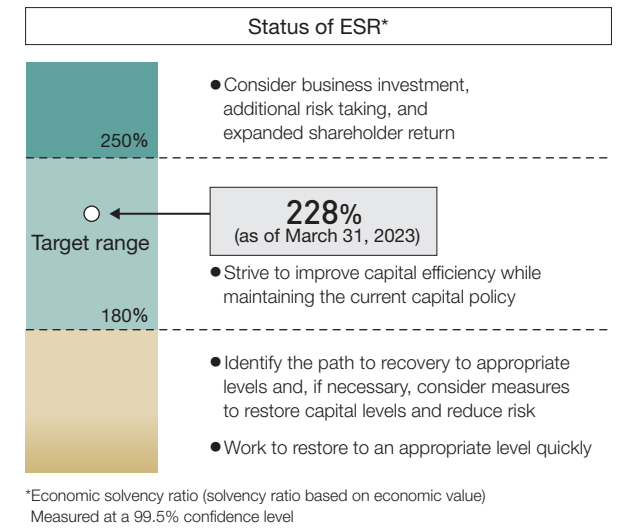 Status of ESR*
● Consider business investment,
additional risk taking, and
expanded shareholder return
250%
228%
(as of March 31, 2023)
Target range
● Strive to improve capital efficiency while
maintaining the current capital policy
180%
● Identify the path to recovery to appropriate
levels and, if necessary, consider measures
to restore capital levels and reduce risk
● Work to restore to an appropriate level quickly
*Economic solvency ratio (solvency ratio based on economic value)
Measured at a 99.5% confidence level